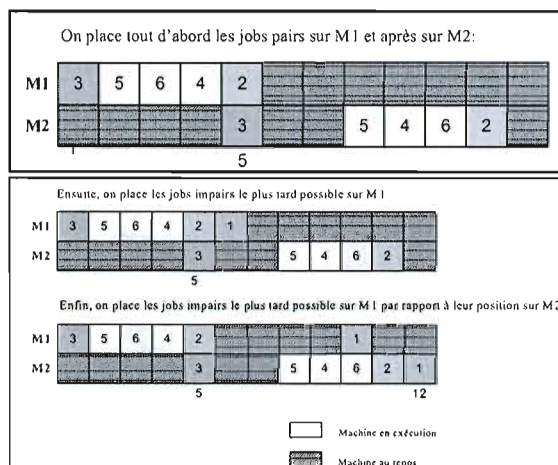 On place tout d'abord les jobs pairs sur M1 et après sur M2:
M1 3 5 6 4 2
M2 3 5 4 6 2
5
Ensuite, on place les jobs impairs le plus tard possible sur M1
M1 3 5 6 4 2 1
M2 3 5 4 6 2
5
Enfin, on place les jobs impairs le plus tard possible sur M1 par rapport à leur position sur M2
M1 3 5 6 4 2 1
M2 3 5 4 6 2 1
5 12
Machine en exécution
Machine au repos